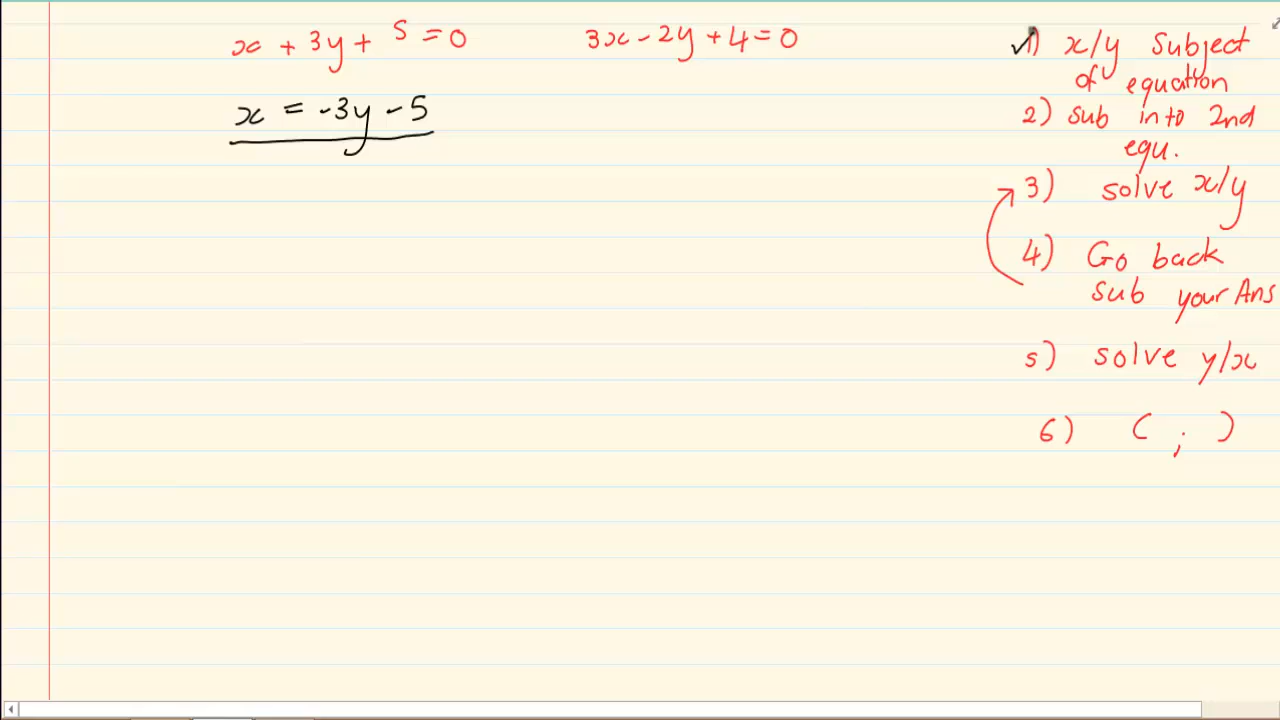 x + 3y + 5 = 0
3x - 2y + 4 = 0
x = -3y - 5
1) x/y Subject
of equation
2) sub into 2nd
equ.
3) solve x/y
4) Go back
sub your Ans
5) solve y/x
6) ( ; )